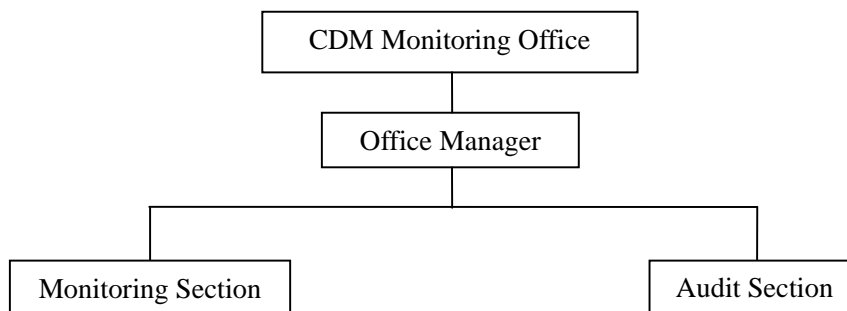 CDM Monitoring Office
Office Manager
Monitoring Section
Audit Section